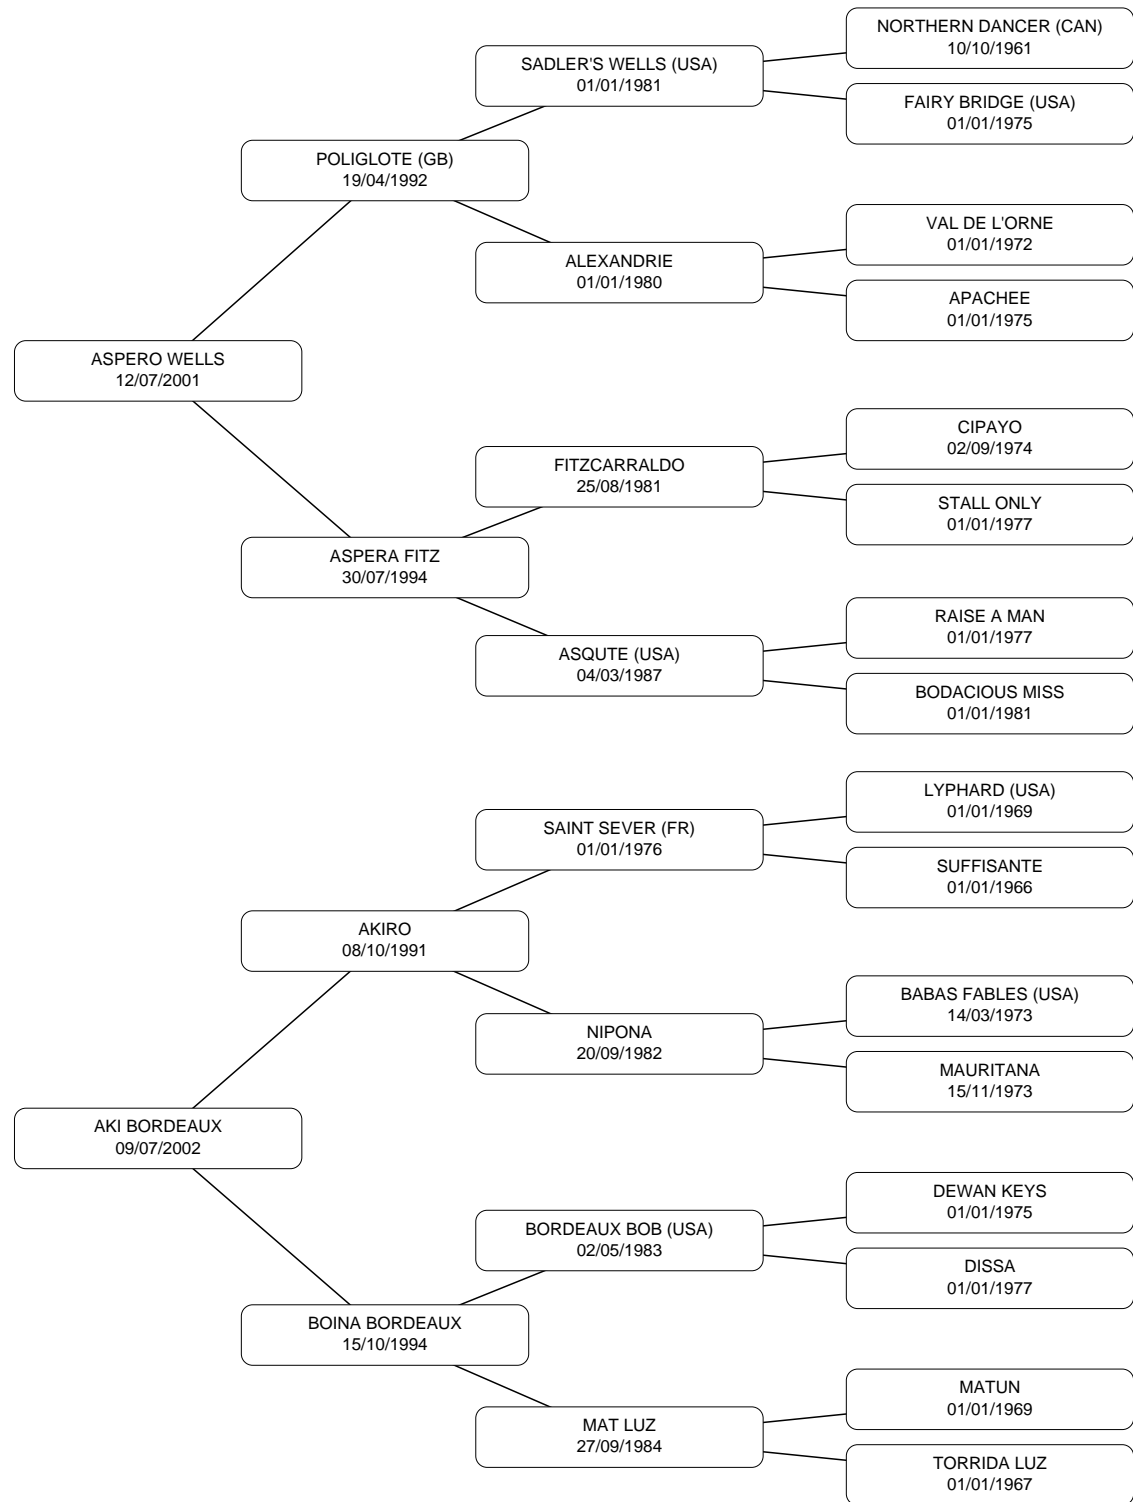 NORTHERN DANCER (CAN)
10/10/1961
SADLER'S WELLS (USA)
01/01/1981
FAIRY BRIDGE (USA)
01/01/1975
POLIGLOTE (GB)
19/04/1992
VAL DE L'ORNE
01/01/1972
ALEXANDRIE
01/01/1980
APACHEE
01/01/1975
ASPERO WELLS
12/07/2001
CIPAYO
02/09/1974
FITZCARRALDO
25/08/1981
STALL ONLY
01/01/1977
ASPERA FITZ
30/07/1994
RAISE A MAN
01/01/1977
ASQUTE (USA)
04/03/1987
BODACIOUS MISS
01/01/1981
LYPHARD (USA)
01/01/1969
SAINT SEVER (FR)
01/01/1976
SUFFISANTE
01/01/1966
AKIRO
08/10/1991
BABAS FABLES (USA)
14/03/1973
NIPONA
20/09/1982
MAURITANA
15/11/1973
AKI BORDEAUX
09/07/2002
DEWAN KEYS
01/01/1975
BORDEAUX BOB (USA)
02/05/1983
DISSA
01/01/1977
BOINA BORDEAUX
15/10/1994
MATUN
01/01/1969
MAT LUZ
27/09/1984
TORRIDA LUZ
01/01/1967